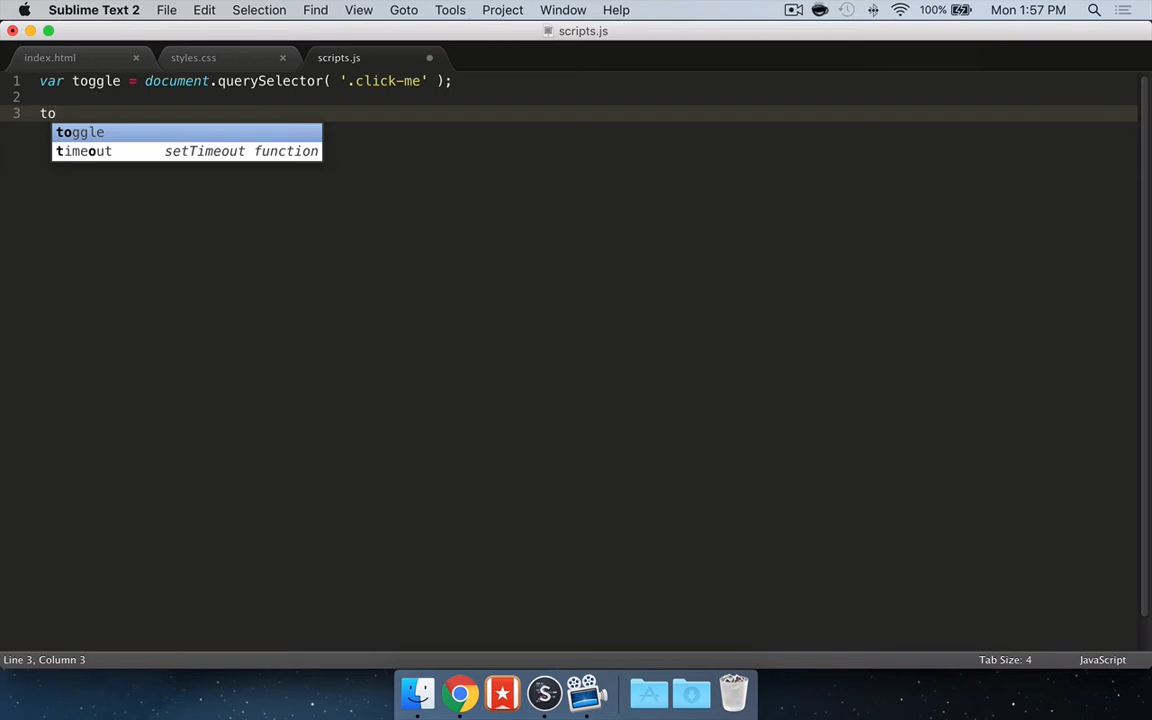 Sublime Text 2 File Edit Selection Find View Goto Tools Project Window Help 100% Mon 1:57 PM
scripts.js
index.html styles.css scripts.js
1 var toggle = document.querySelector( '.click-me' );
2
3 to
toggle
timeout setTimeout function
Line 3, Column 3 Tab Size: 4 JavaScript